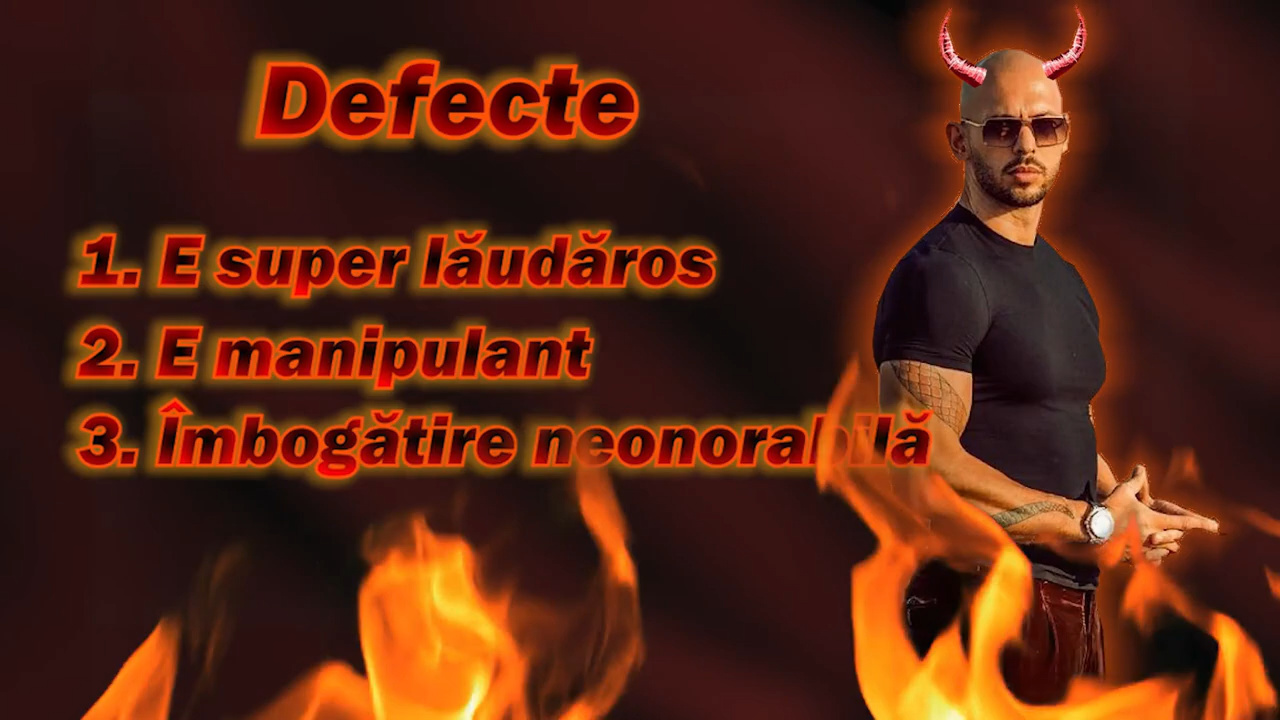 Defecte
1. E super lăudăros
2. E manipulant
3. Îmbogătire neonorabilă